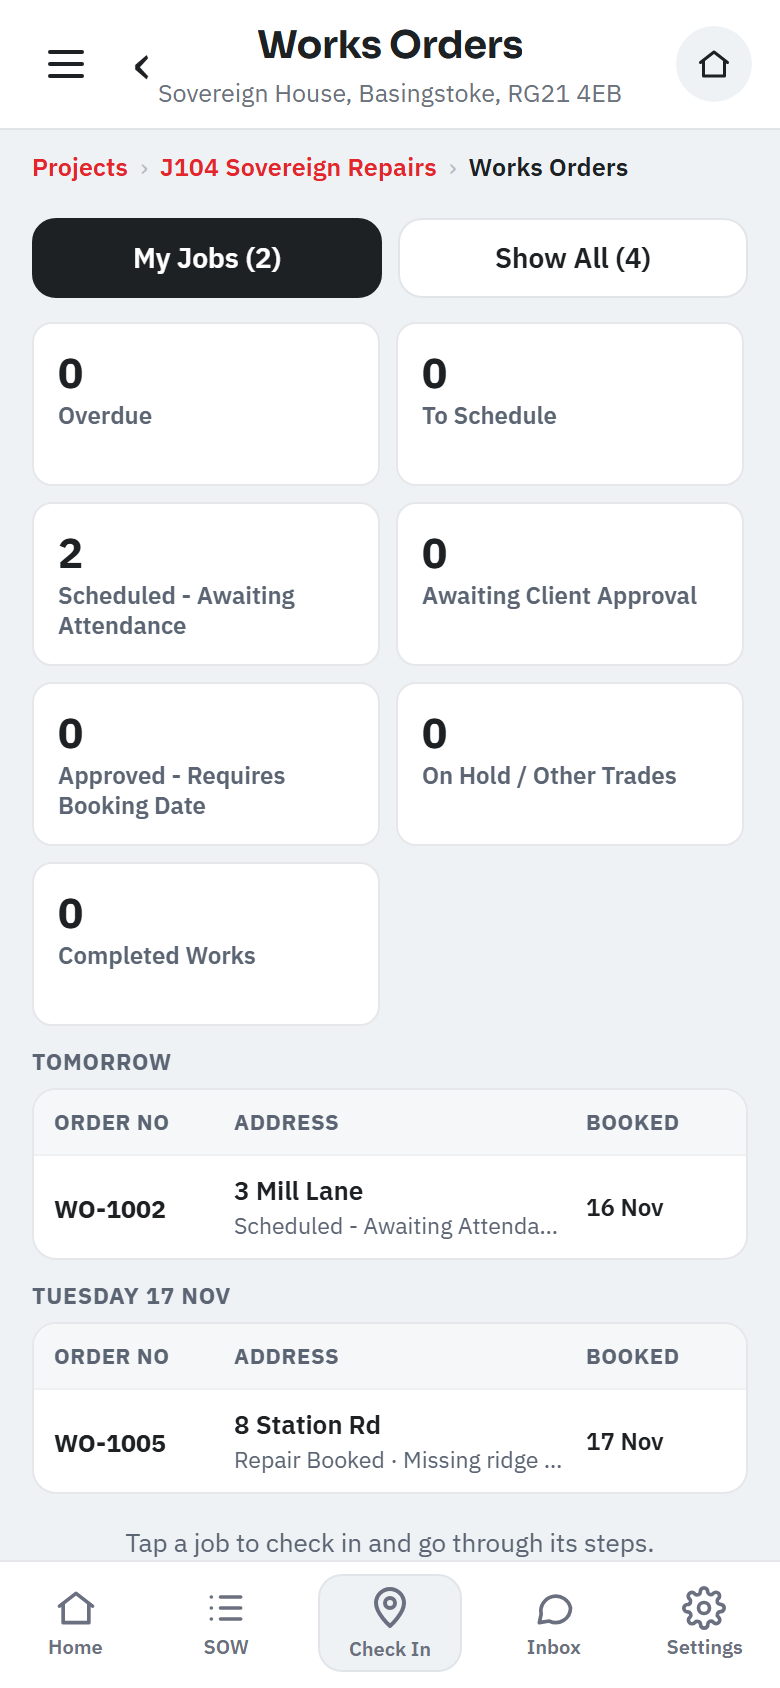 Works Orders
Sovereign House, Basingstoke, RG21 4EB
Projects › J104 Sovereign Repairs › Works Orders
My Jobs (2)
Show All (4)
0
Overdue
0
To Schedule
2
Scheduled - Awaiting
Attendance
0
Awaiting Client Approval
0
Approved - Requires
Booking Date
0
On Hold / Other Trades
0
Completed Works
TOMORROW
ORDER NO ADDRESS BOOKED
WO-1002 3 Mill Lane 16 Nov
Scheduled - Awaiting Attenda...
TUESDAY 17 NOV
ORDER NO ADDRESS BOOKED
WO-1005 8 Station Rd 17 Nov
Repair Booked · Missing ridge ...
Tap a job to check in and go through its steps.
Home SOW Check In Inbox Settings